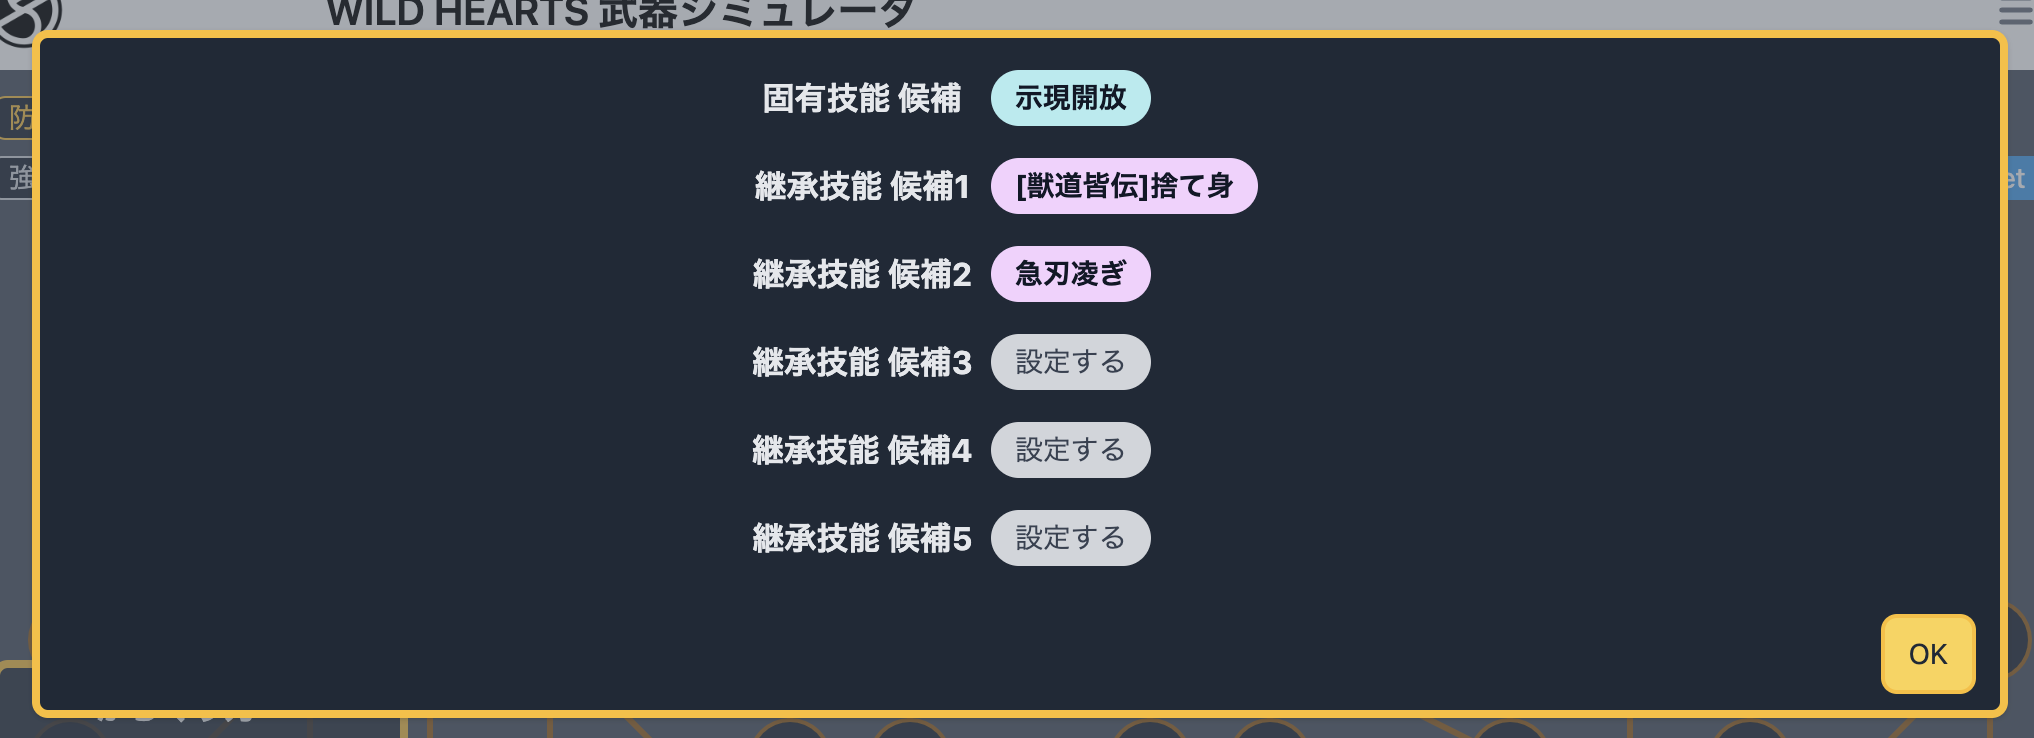 WILD HEARTS 武器シミュレータ
防
強
et
固有技能 候補 示現開放
継承技能 候補1 [獣道皆伝]捨て身
継承技能 候補2 急刃凌ぎ
継承技能 候補3 設定する
継承技能 候補4 設定する
継承技能 候補5 設定する
OK